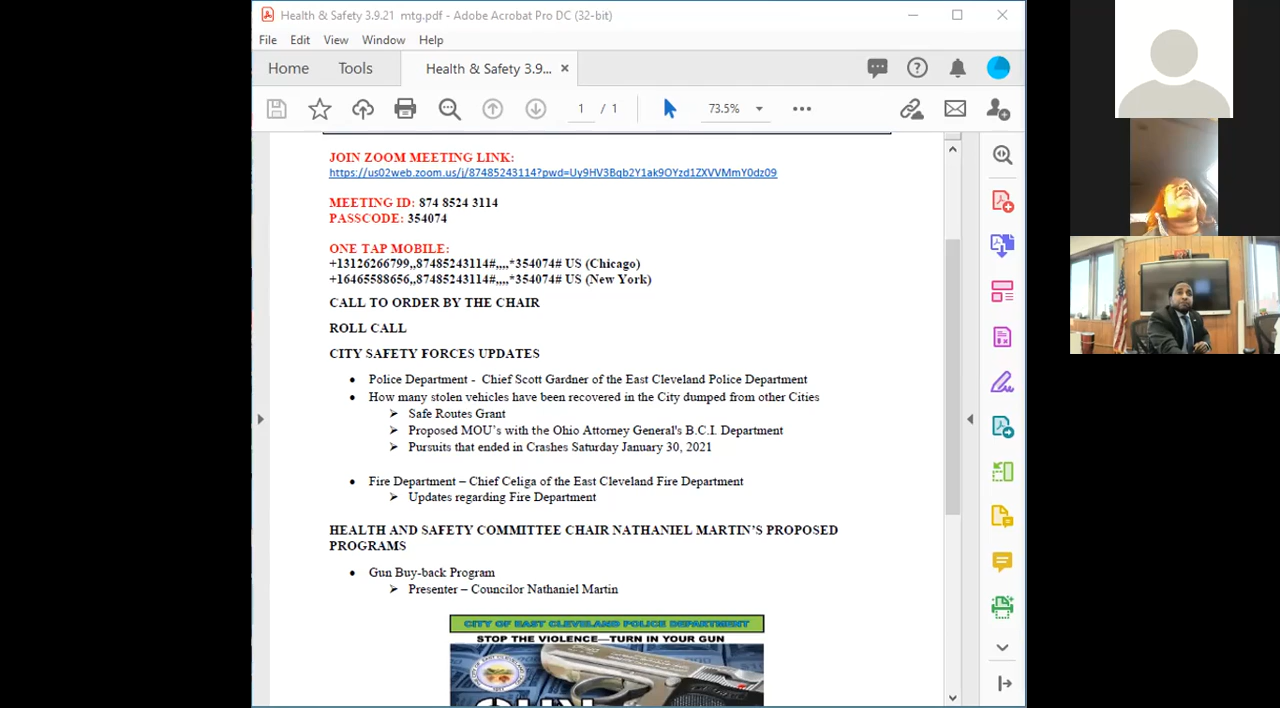 Health & Safety 3.9.21 mtg.pdf - Adobe Acrobat Pro DC (32-bit)
File Edit View Window Help
Home Tools Health & Safety 3.9... ×
1 / 1 73.5%
JOIN ZOOM MEETING LINK:
https://us02web.zoom.us/j/87485243114?pwd=Uy9HV3Bqb2Y1ak9OYzd1ZXVVMmY0dz09
MEETING ID: 874 8524 3114
PASSCODE: 354074
ONE TAP MOBILE:
+13126266799,,87485243114#,,,,*354074# US (Chicago)
+16465588656,,87485243114#,,,,*354074# US (New York)
CALL TO ORDER BY THE CHAIR
ROLL CALL
CITY SAFETY FORCES UPDATES
• Police Department - Chief Scott Gardner of the East Cleveland Police Department
• How many stolen vehicles have been recovered in the City dumped from other Cities
➢ Safe Routes Grant
➢ Proposed MOU's with the Ohio Attorney General's B.C.I. Department
➢ Pursuits that ended in Crashes Saturday January 30, 2021
• Fire Department – Chief Celiga of the East Cleveland Fire Department
➢ Updates regarding Fire Department
HEALTH AND SAFETY COMMITTEE CHAIR NATHANIEL MARTIN'S PROPOSED
PROGRAMS
• Gun Buy-back Program
➢ Presenter – Councilor Nathaniel Martin
CITY OF EAST CLEVELAND POLICE DEPARTMENT
STOP THE VIOLENCE—TURN IN YOUR GUN